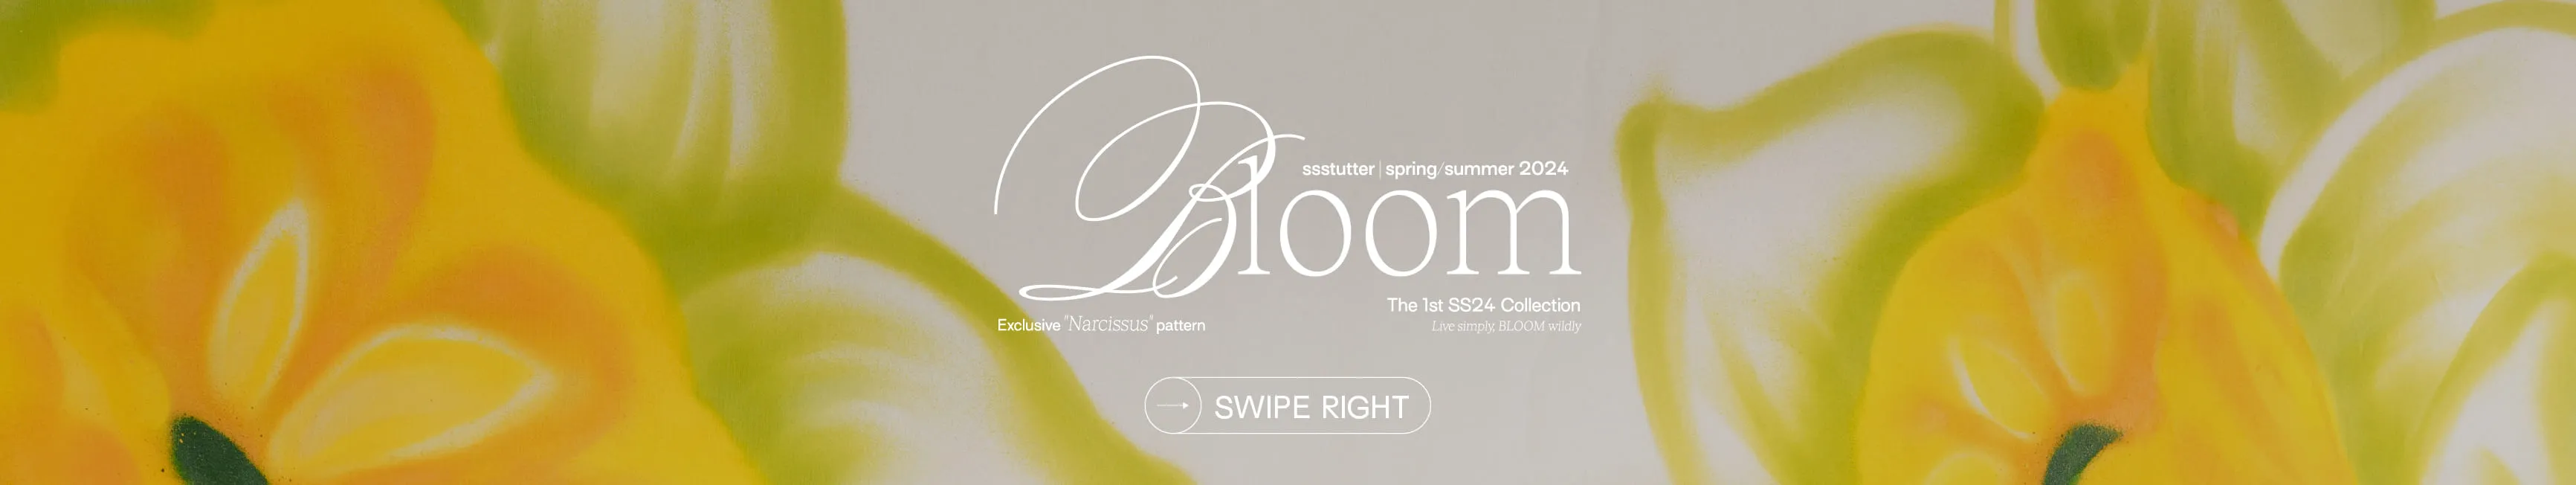 ssstutter | spring/summer 2024
Bloom
The 1st SS24 Collection
Exclusive "Narcissus" pattern
Live simply, BLOOM wildly
SWIPE RIGHT